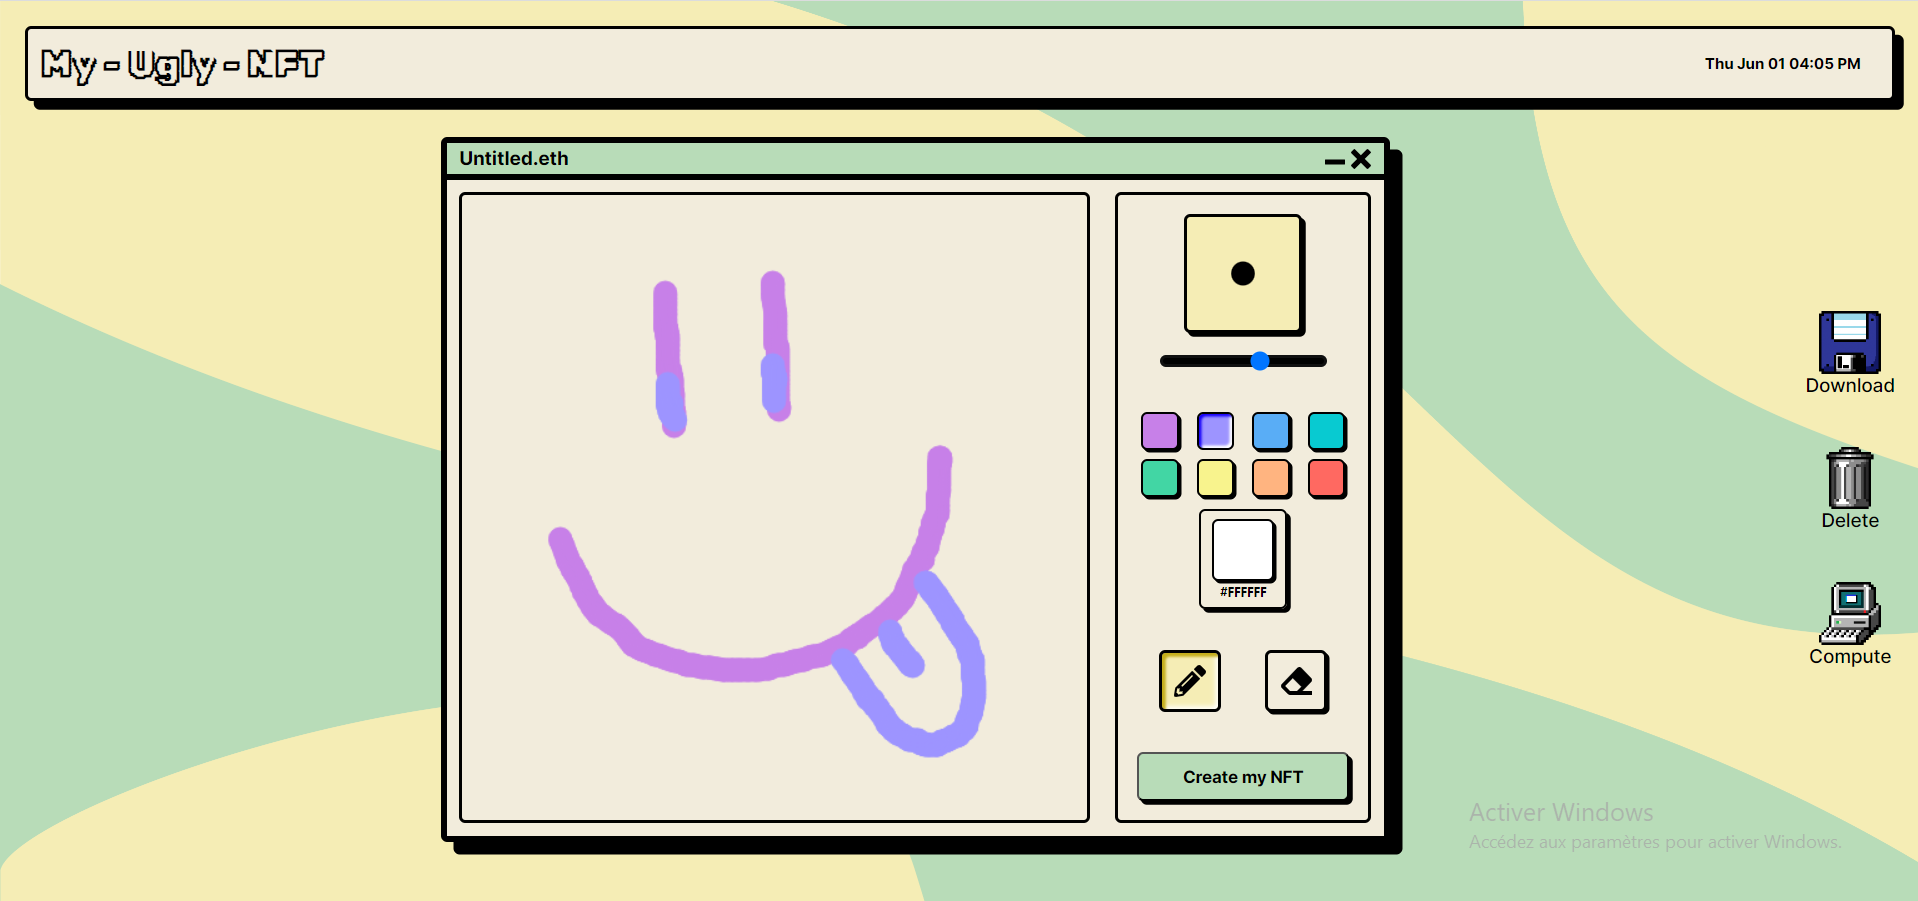 My - Ugly - NFT
Thu Jun 01 04:05 PM
Untitled.eth
Download
#FFFFFF
Delete
Compute
Create my NFT
Activer Windows
Accédez aux paramètres pour activer Windows.